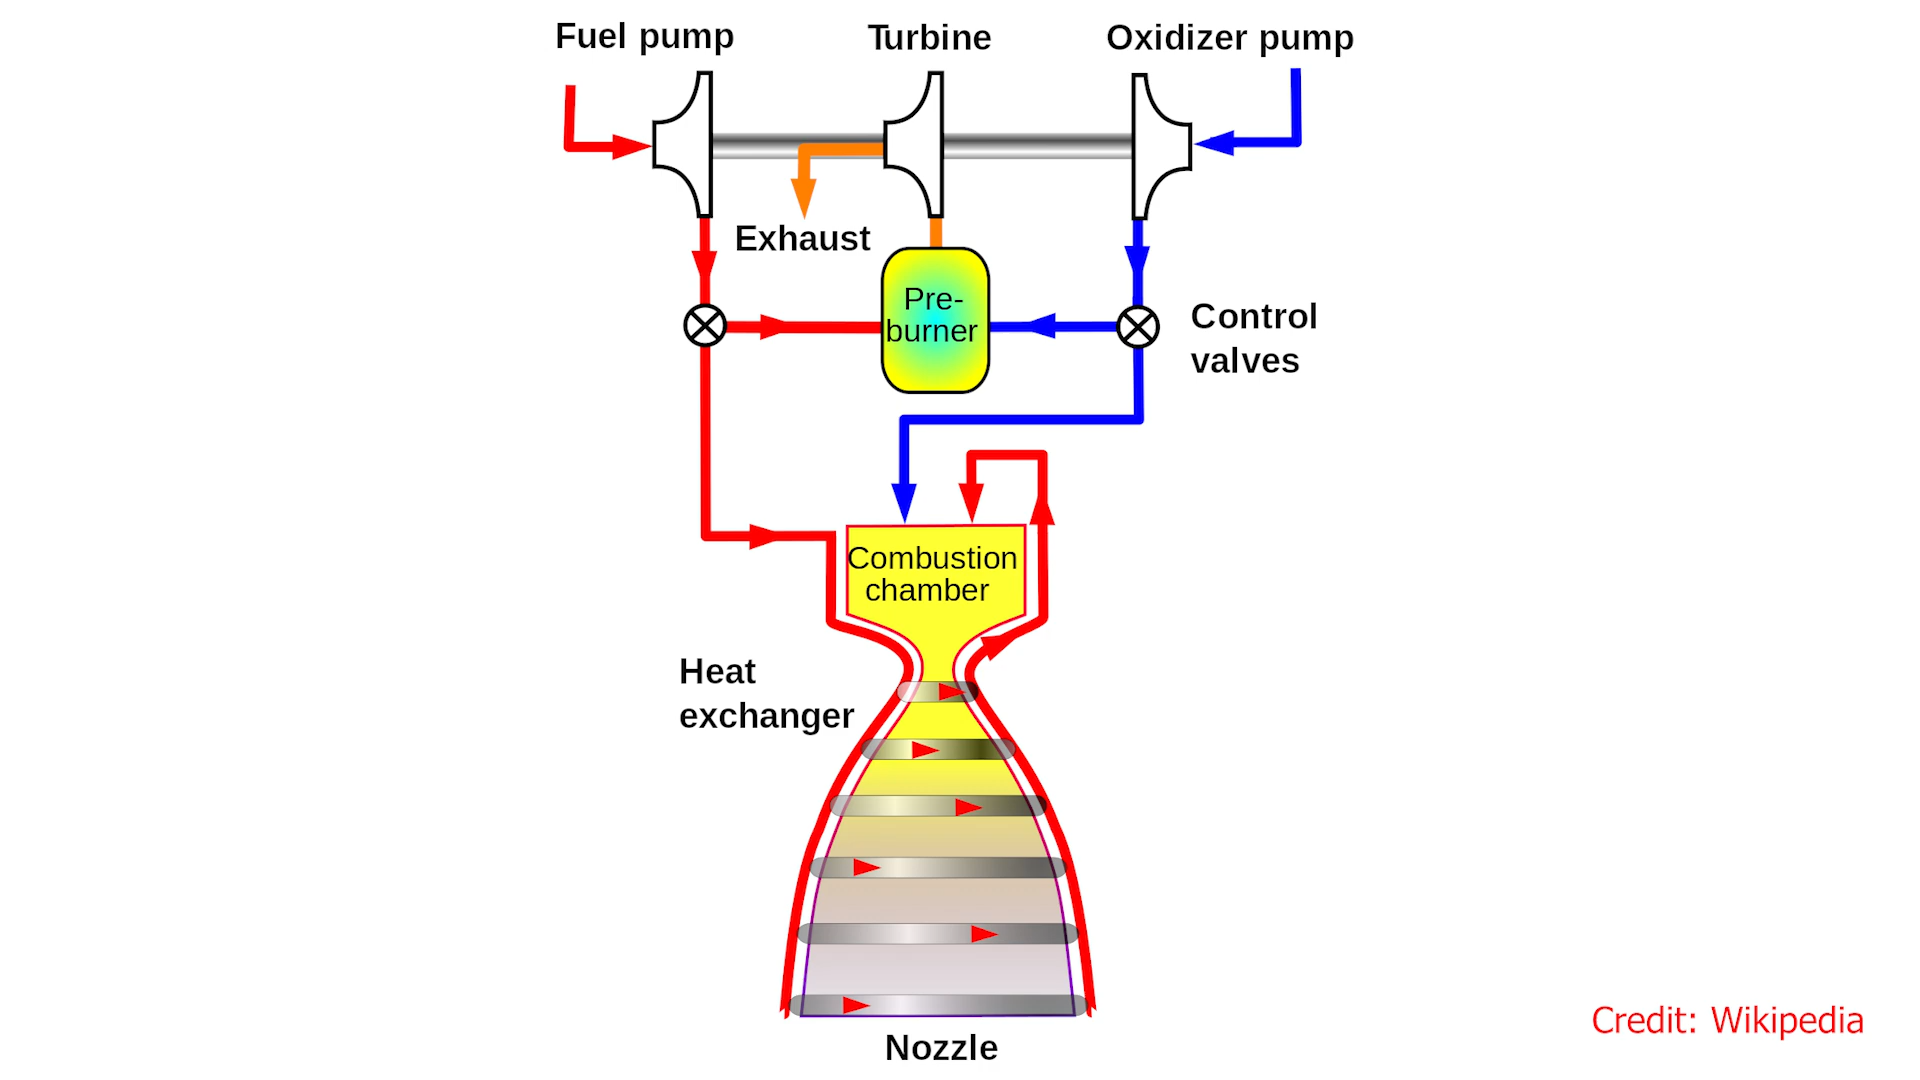 Fuel pump
Turbine
Oxidizer pump
Exhaust
Pre-
burner
Control
valves
Combustion
chamber
Heat
exchanger
Nozzle
Credit: Wikipedia